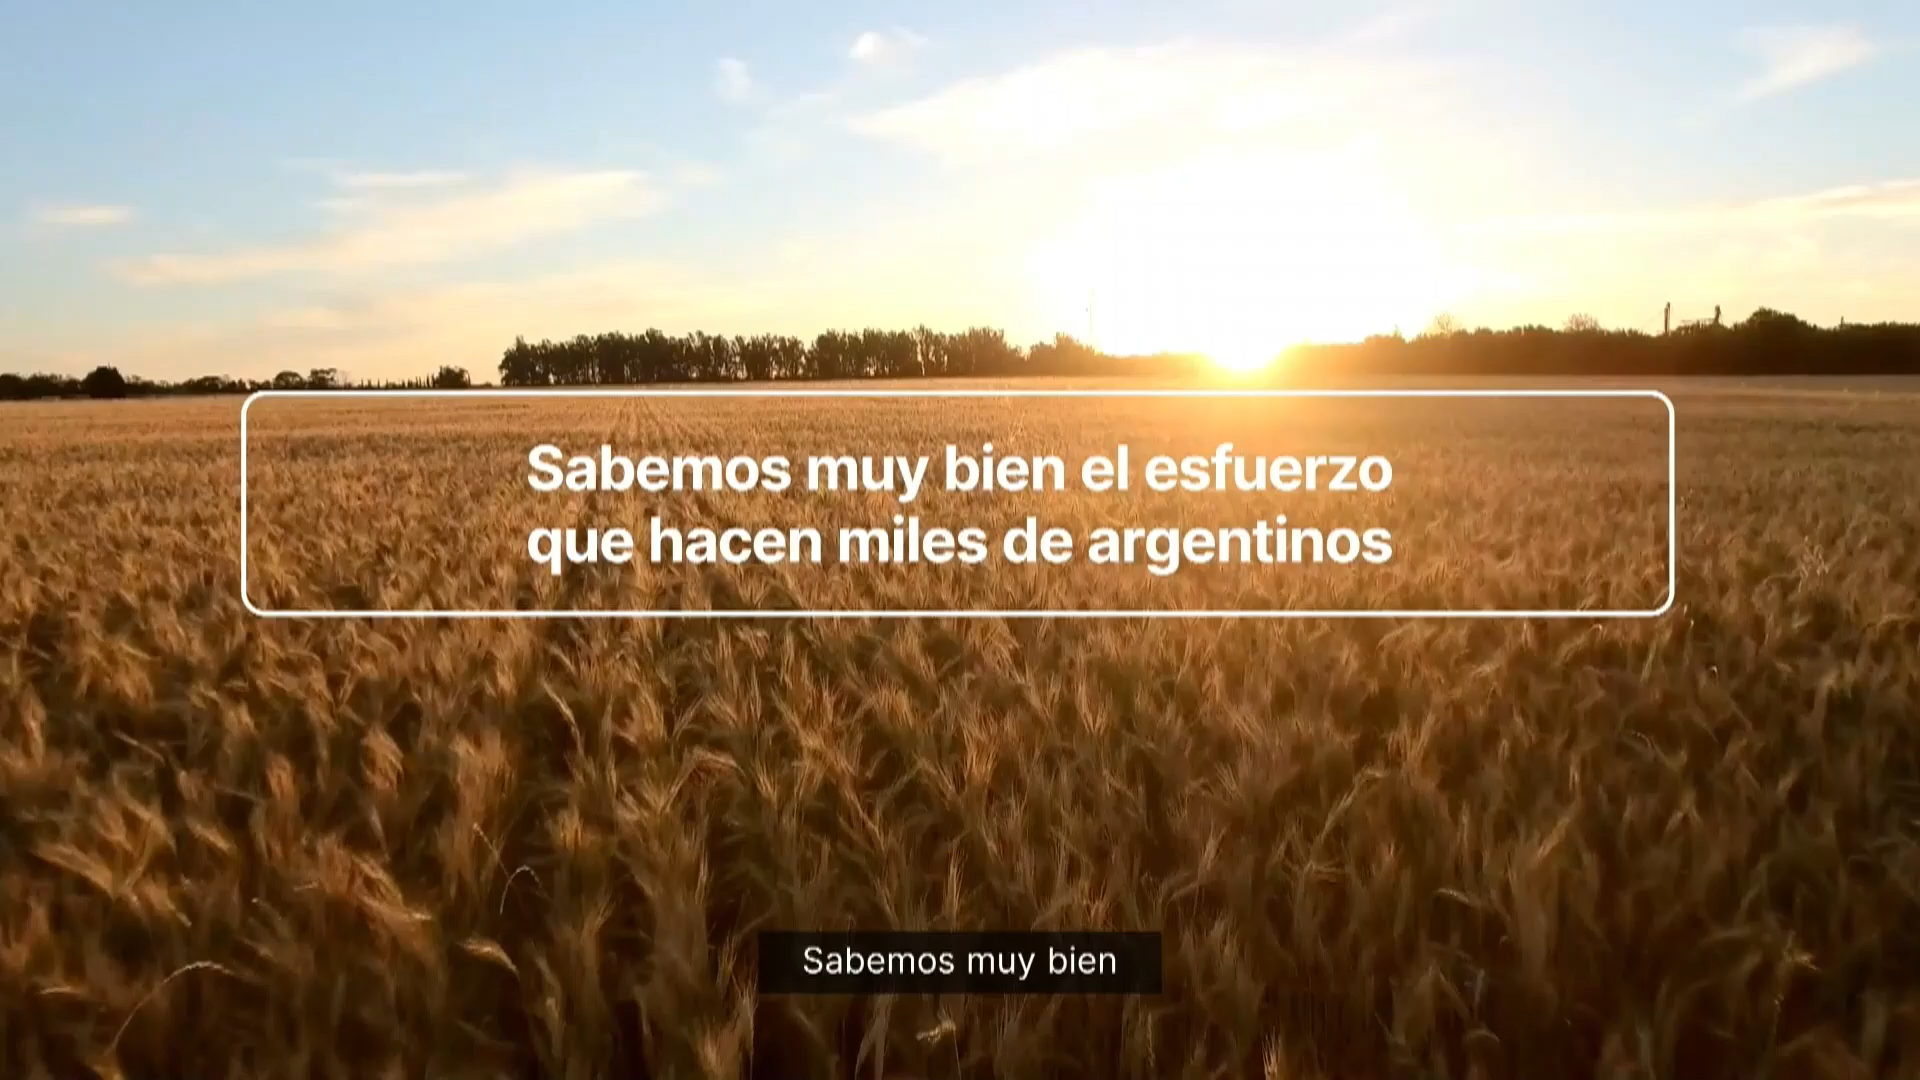 Sabemos muy bien el esfuerzo
que hacen miles de argentinos
Sabemos muy bien